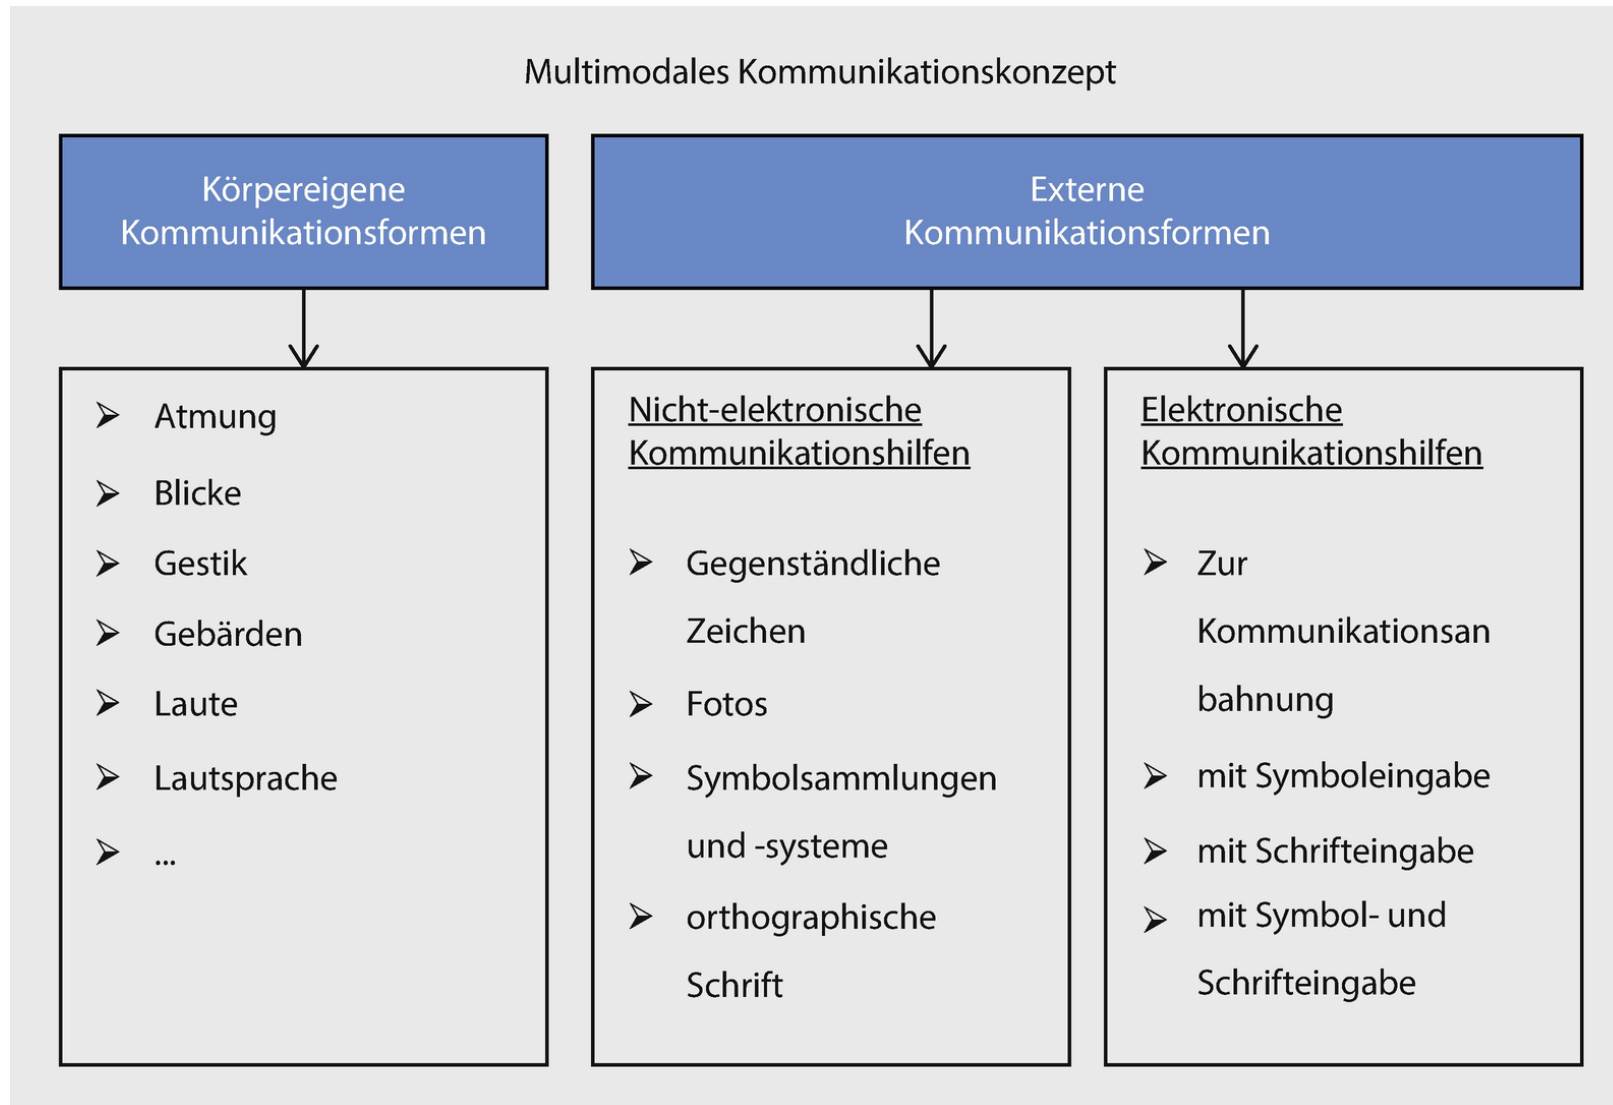 Multimodales Kommunikationskonzept
Körpereigene
Kommunikationsformen
Externe
Kommunikationsformen
Atmung
Blicke
Gestik
Gebärden
Laute
Lautsprache
...
Nicht-elektronische
Kommunikationshilfen
Gegenständliche
Zeichen
Fotos
Symbolsammlungen
und -systeme
orthographische
Schrift
Elektronische
Kommunikationshilfen
Zur
Kommunikationsan
bahnung
mit Symboleingabe
mit Schrifteingabe
mit Symbol- und
Schrifteingabe